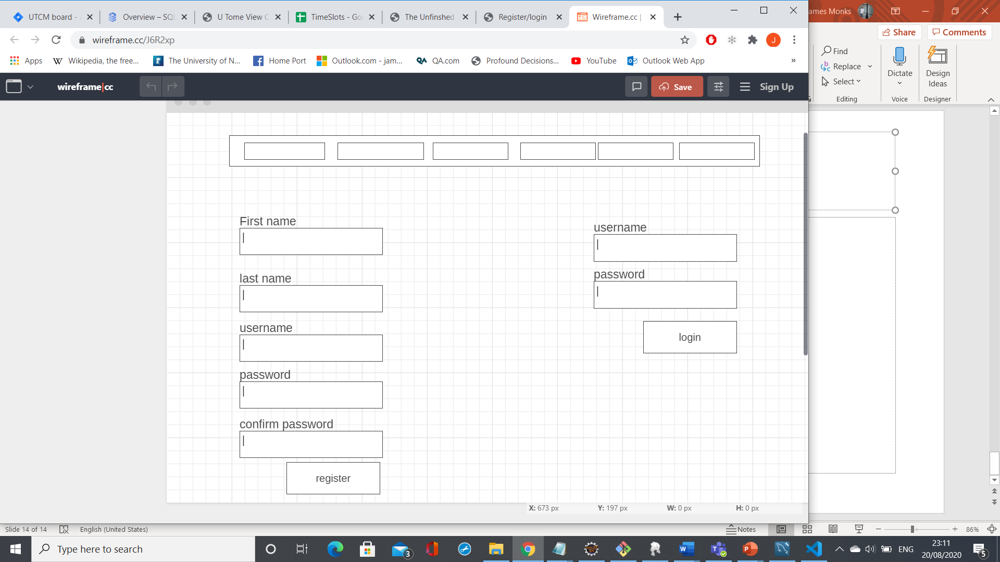 UTCM board -
Overview – SQL
U Tome View C
TimeSlots - Go
The Unfinshed
Register/login
Wireframe.cc |
wireframe.cc/J6R2xp
J
Apps
Wikipedia, the free...
The University of N...
Home Port
Outlook.com - jam...
QA.com
Profound Decisions...
YouTube
Outlook Web App
»
wireframe|cc
Save
Sign Up
First name
last name
username
password
confirm password
register
username
password
login
X: 673 px
Y: 197 px
W: 0 px
H: 0 px
ames Monks
Share
Comments
Find
Replace
Select
Editing
Dictate
Voice
Design
Ideas
Designer
Slide 14 of 14
English (United States)
Notes
86%
Type here to search
3
ENG
23:11
20/08/2020
5